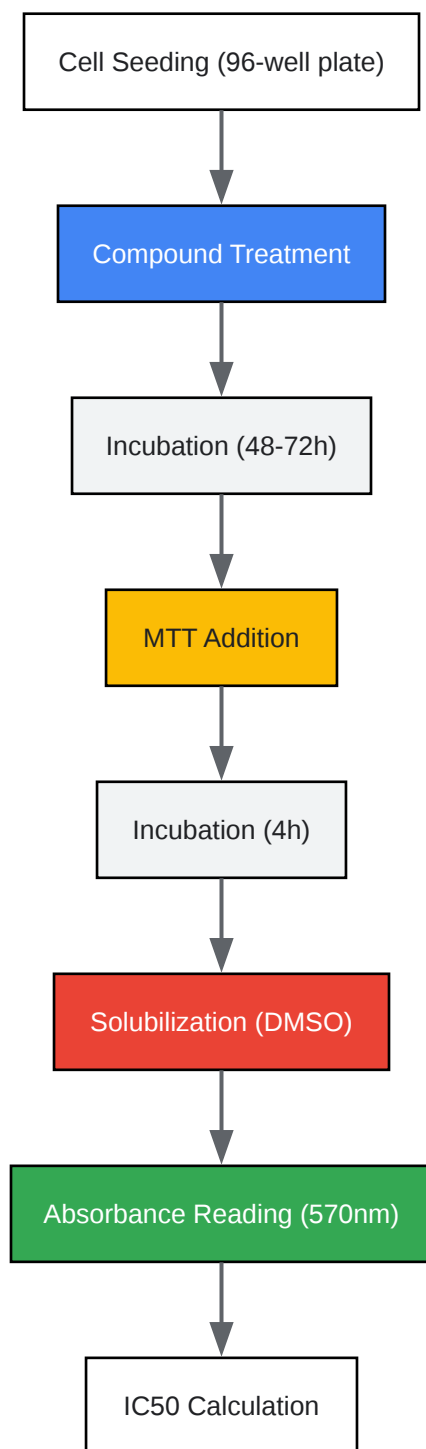 Cell Seeding (96-well plate)
Compound Treatment
Incubation (48-72h)
MTT Addition
Incubation (4h)
Solubilization (DMSO)
Absorbance Reading (570nm)
IC50 Calculation